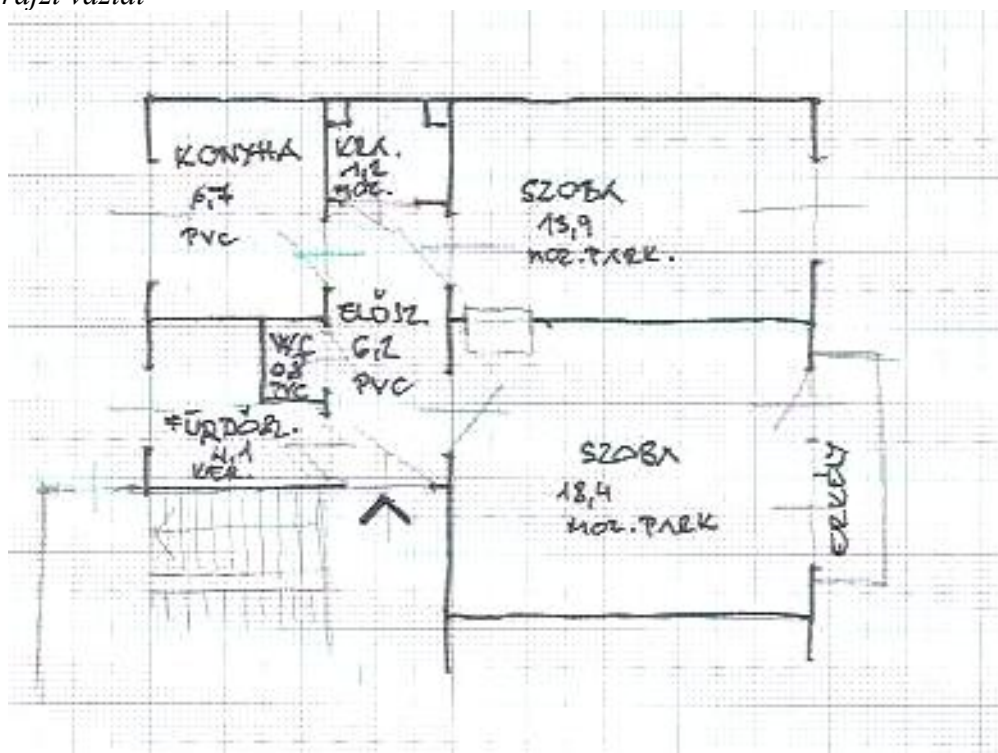 rajzi vázlat
KONYHA
6,7
PVC
KRA.
1,2
MOZ.
SZOBA
13,9
MOZ. PARK.
ELŐSZ.
6,2
PVC
WC
0,8
PVC
FÜRDŐSZ.
4,1
KER.
SZOBA
18,4
MOZ. PARK
ERKÉLY